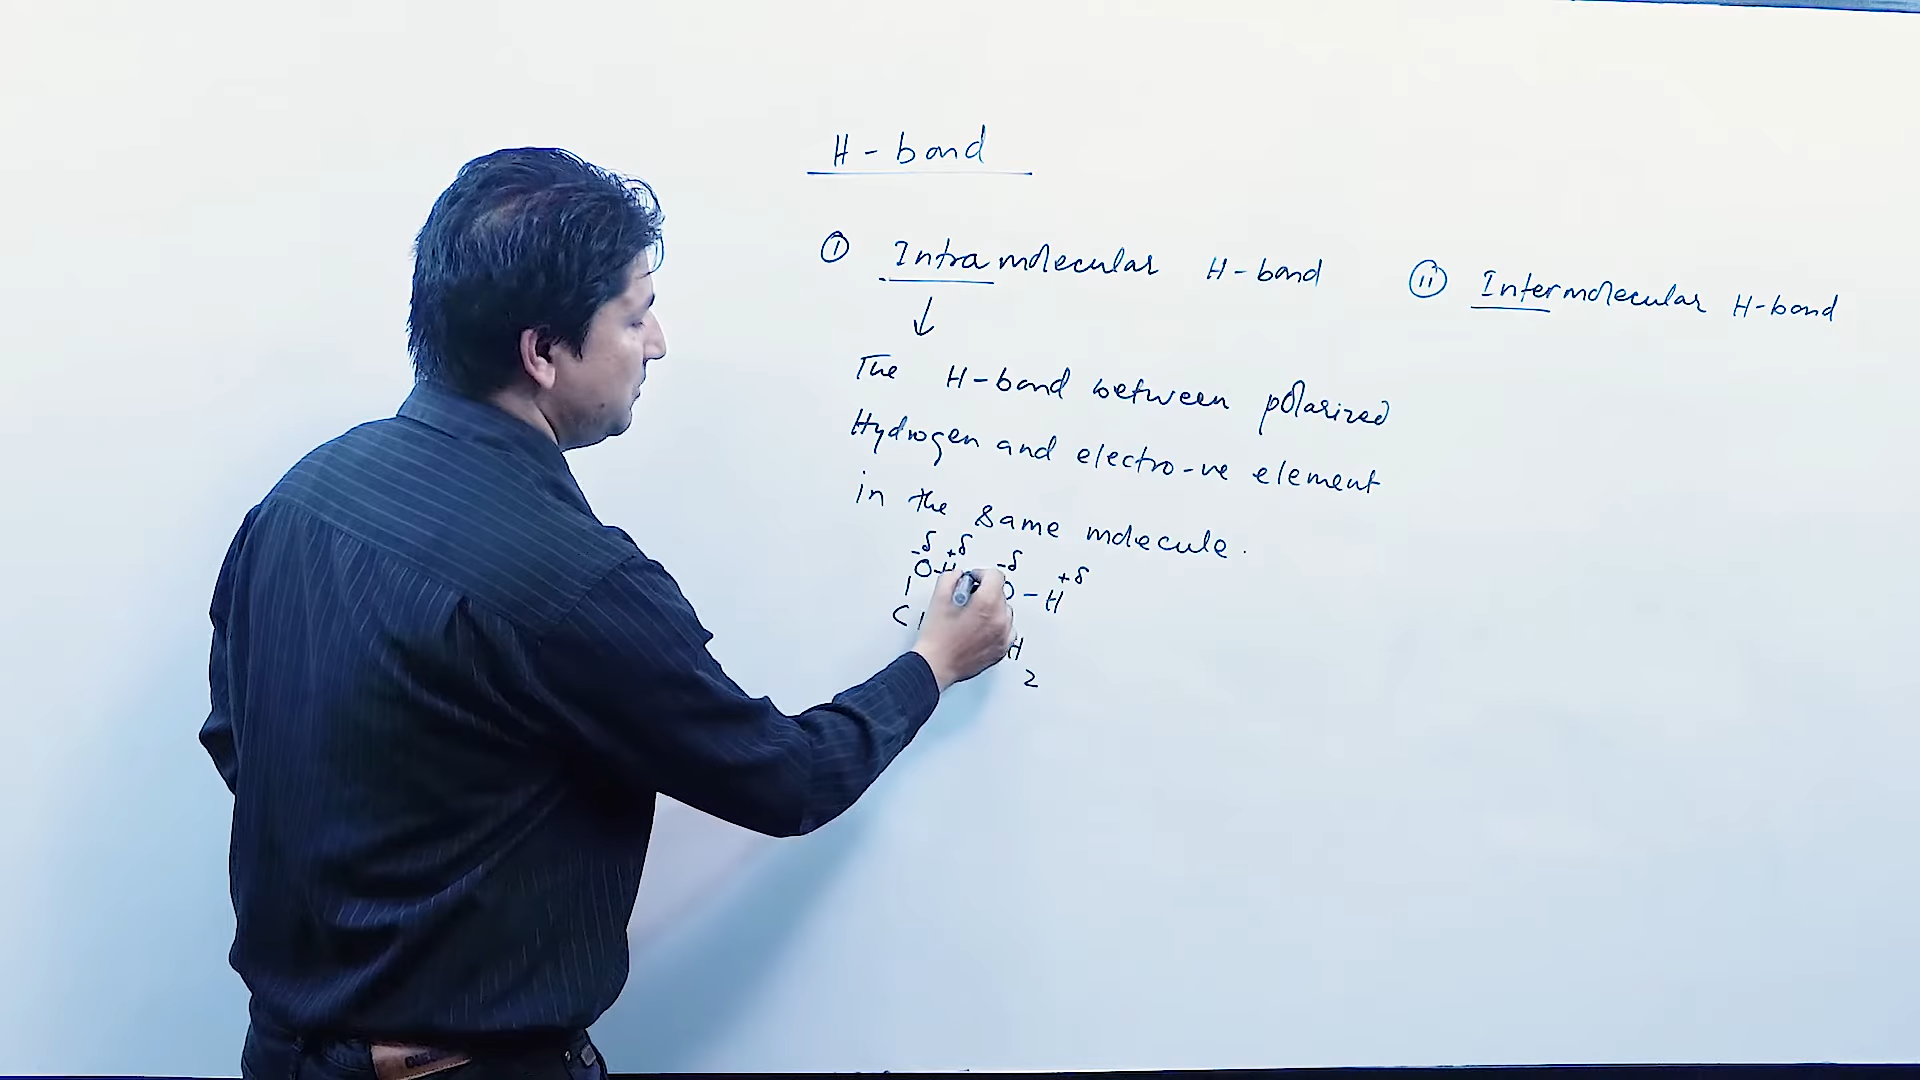 H - bond
① Intramolecular H-bond
ⅱ Intermolecular H-bond
The H-bond between polarized
Hydrogen and electro-ve element
in the same molecule.
-δ +δ -δ +δ
O-H O-H
C H
2